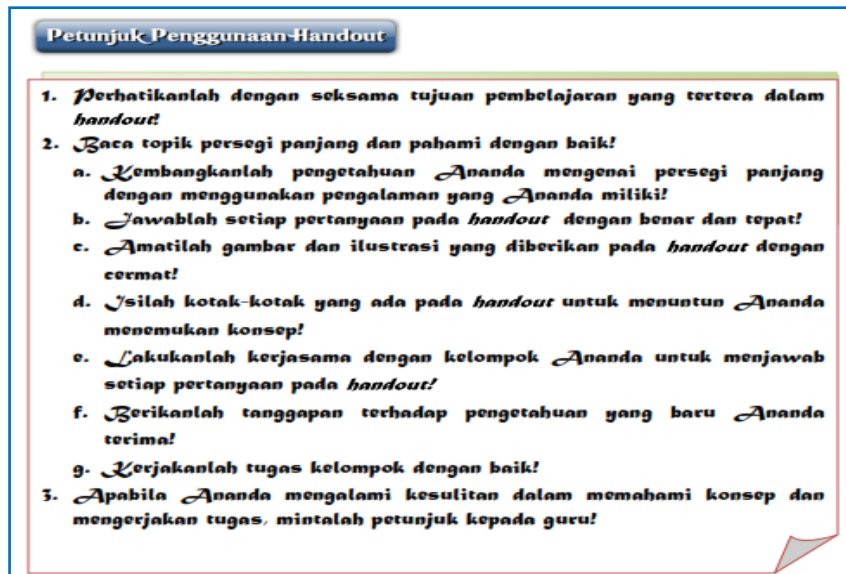 Petunjuk Penggunaan Handout
1. Perhatikanlah dengan seksama tujuan pembelajaran yang tertera dalam
handout!
2. Baca topik persegi panjang dan pahami dengan baik!
a. Kembangkanlah pengetahuan Ananda mengenai persegi panjang
dengan menggunakan pengalaman yang Ananda miliki!
b. Jawablah setiap pertanyaan pada handout dengan benar dan tepat!
c. Amatilah gambar dan ilustrasi yang diberikan pada handout dengan
cermat!
d. Isilah kotak-kotak yang ada pada handout untuk menuntun Ananda
menemukan konsep!
e. Lakukanlah kerjasama dengan kelompok Ananda untuk menjawab
setiap pertanyaan pada handout!
f. Berikanlah tanggapan terhadap pengetahuan yang baru Ananda
terima!
g. Kerjakanlah tugas kelompok dengan baik!
3. Apabila Ananda mengalami kesulitan dalam memahami konsep dan
mengerjakan tugas, mintalah petunjuk kepada guru!